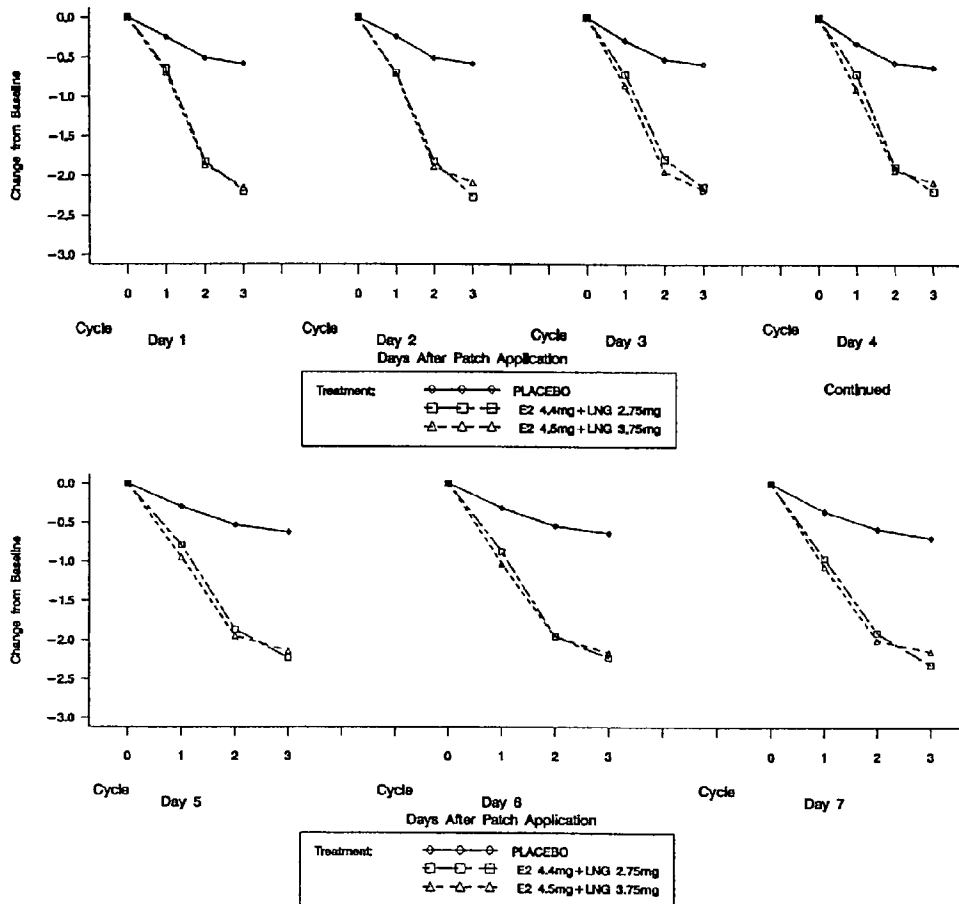 Change from Baseline
0.0
−0.5
−1.0
−1.5
−2.0
−2.5
−3.0
0 1 2 3 0 1 2 3 0 1 2 3 0 1 2 3
Cycle Cycle Cycle Cycle
Day 1 Day 2 Day 3 Day 4
Days After Patch Application
Treatment: PLACEBO
E2 4.4mg+LNG 2.75mg
E2 4.5mg+LNG 3.75mg
Continued
Change from Baseline
0.0
−0.5
−1.0
−1.5
−2.0
−2.5
−3.0
0 1 2 3 0 1 2 3 0 1 2 3
Cycle Cycle Cycle
Day 5 Day 6 Day 7
Days After Patch Application
Treatment: PLACEBO
E2 4.4mg+LNG 2.75mg
E2 4.5mg+LNG 3.75mg